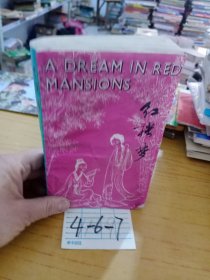 A DREAM IN RED
MANSIONS
红楼梦
4-6-7